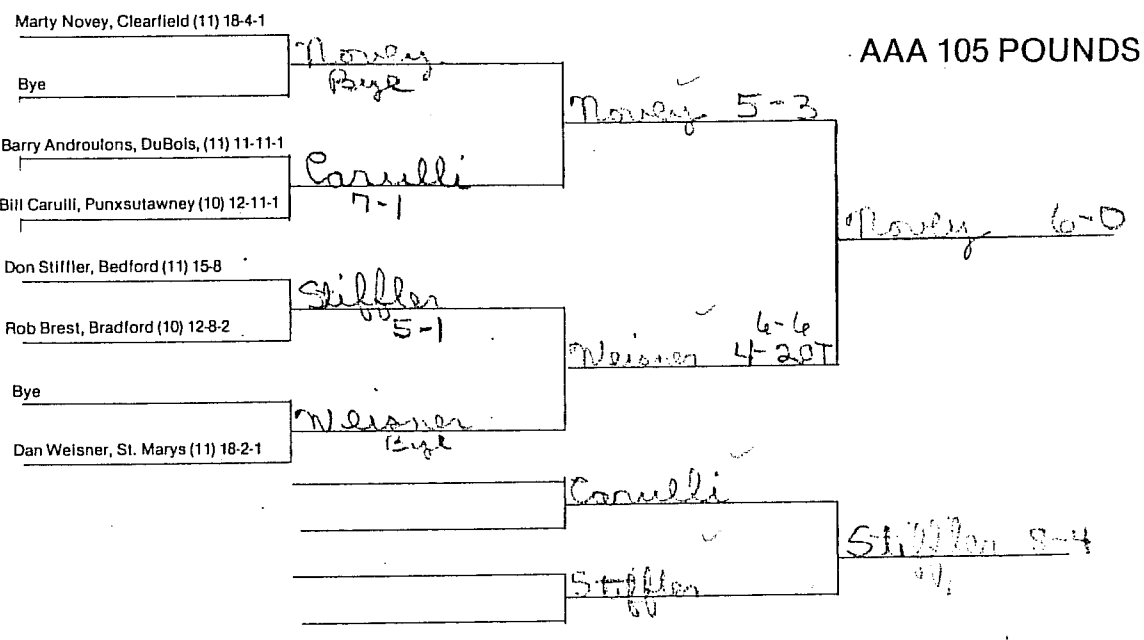 Marty Novey, Clearfield (11) 18-4-1
AAA 105 POUNDS
Novey
Bye
Bye
Novey 5-3
Barry Androulons, DuBois, (11) 11-11-1
Carulli
7-1
Bill Carulli, Punxsutawney (10) 12-11-1
Novey 6-0
Don Stiffler, Bedford (11) 15-8
Stiffler
5-1
Rob Brest, Bradford (10) 12-8-2
6-6
Weisner 4-2 OT
Bye
Weisner
Bye
Dan Weisner, St. Marys (11) 18-2-1
Carulli
Stiffler 8-4
Stiffler